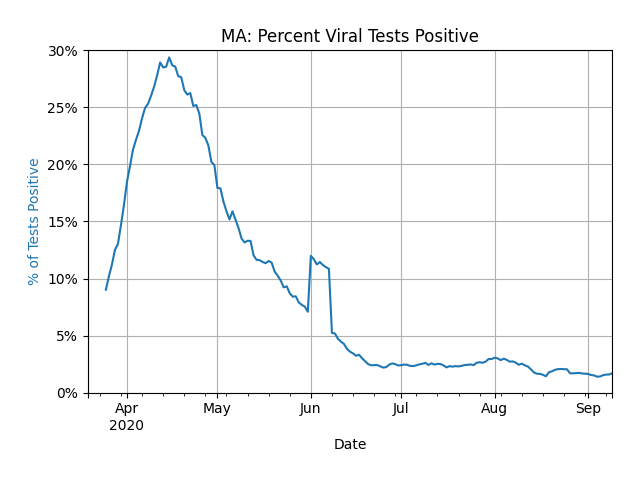 MA: Percent Viral Tests Positive
30%
25%
20%
15%
10%
5%
0%
% of Tests Positive
Apr May Jun Jul Aug Sep
2020
Date